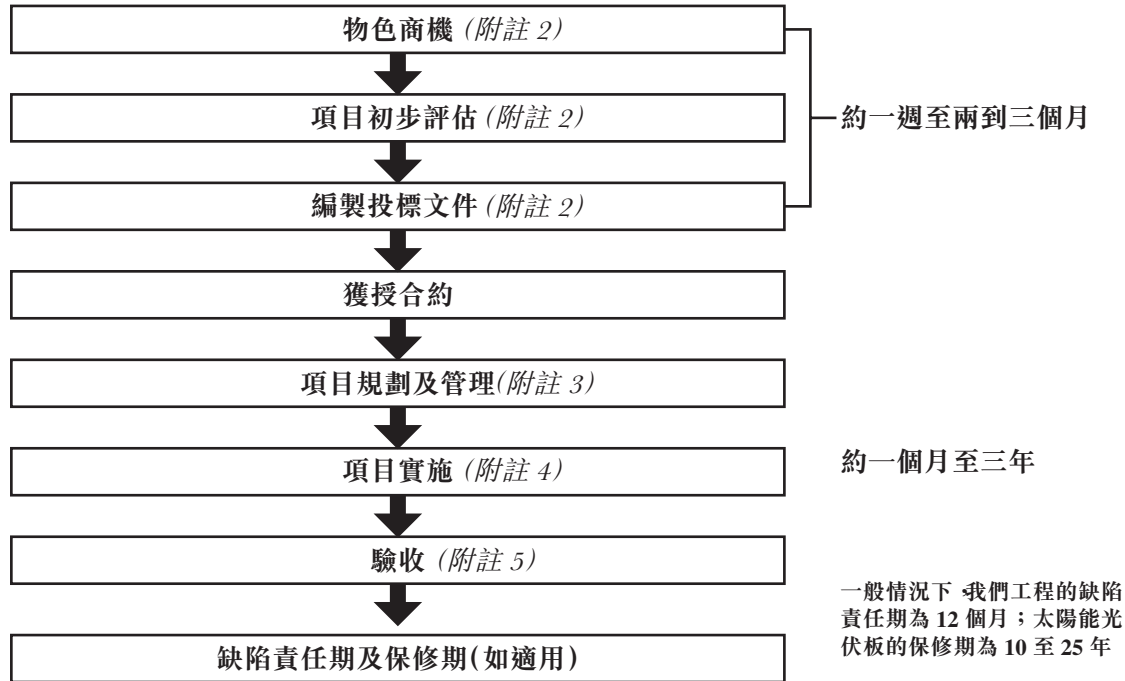 物色商機 (附註 2)
項目初步評估 (附註 2)
約一週至兩到三個月
編製投標文件 (附註 2)
獲授合約
項目規劃及管理(附註 3)
項目實施 (附註 4)
約一個月至三年
驗收 (附註 5)
一般情況下,我們工程的缺陷
責任期為 12 個月;太陽能光
伏板的保修期為 10 至 25 年
缺陷責任期及保修期(如適用)